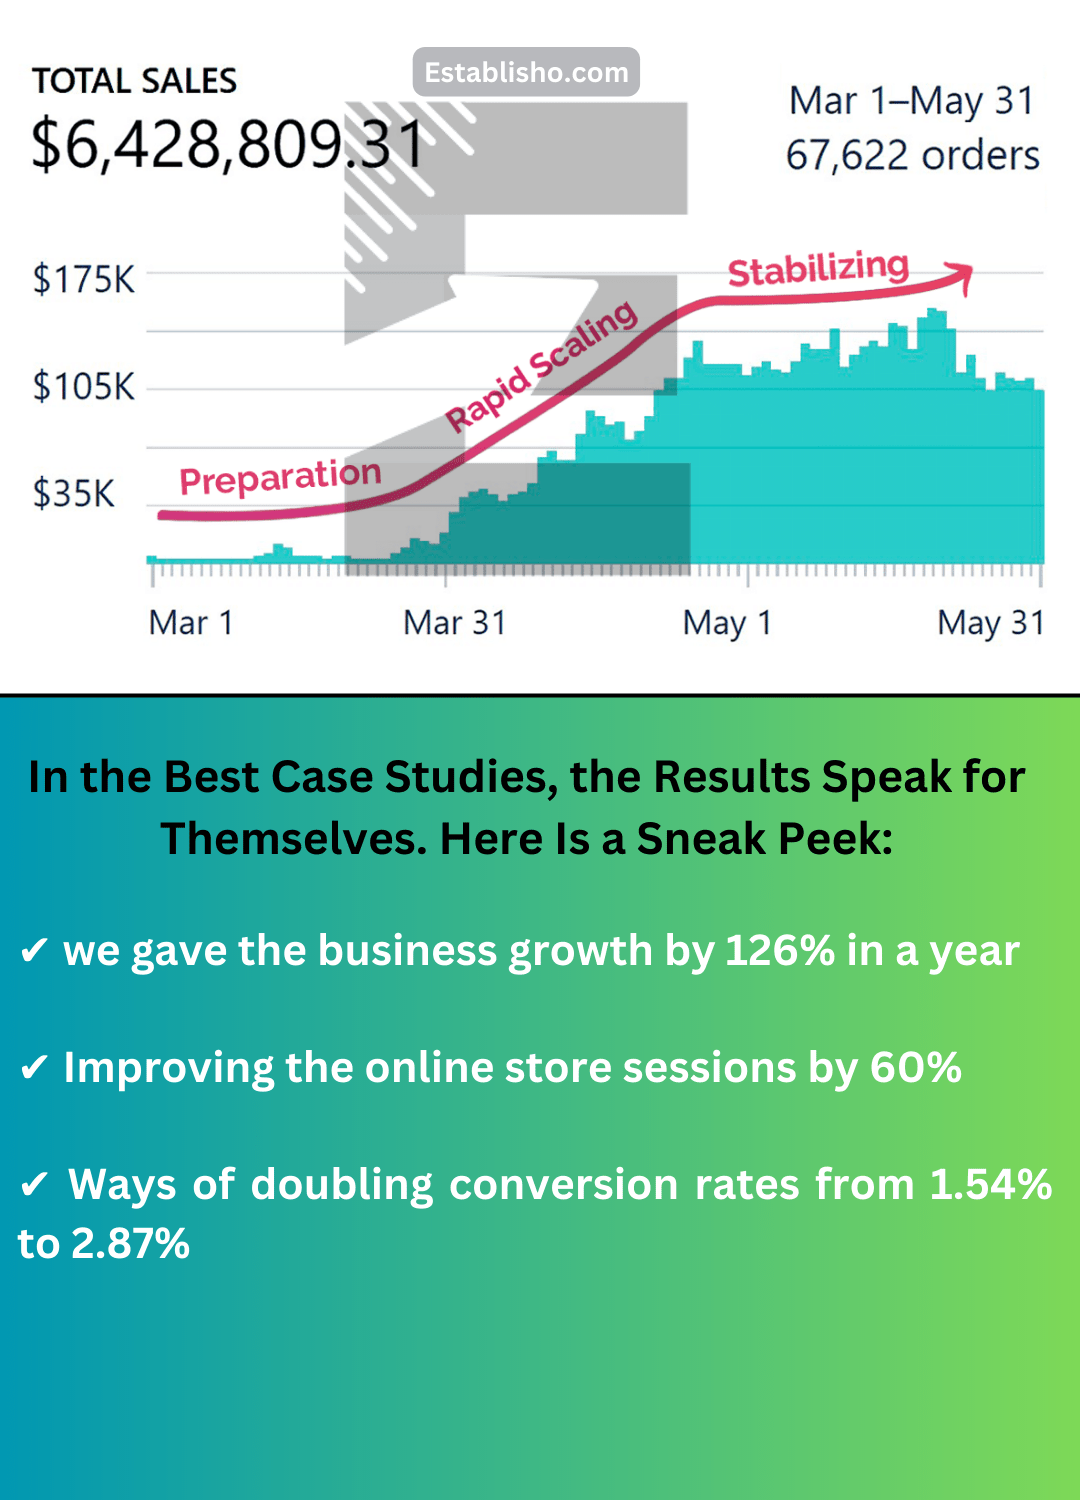 Establisho.com
TOTAL SALES
$6,428,809.31
Mar 1–May 31
67,622 orders
$175K
$105K
$35K
Preparation
Rapid Scaling
Stabilizing
Mar 1
Mar 31
May 1
May 31
In the Best Case Studies, the Results Speak for
Themselves. Here Is a Sneak Peek:
✔ we gave the business growth by 126% in a year
✔ Improving the online store sessions by 60%
✔ Ways of doubling conversion rates from 1.54%
to 2.87%